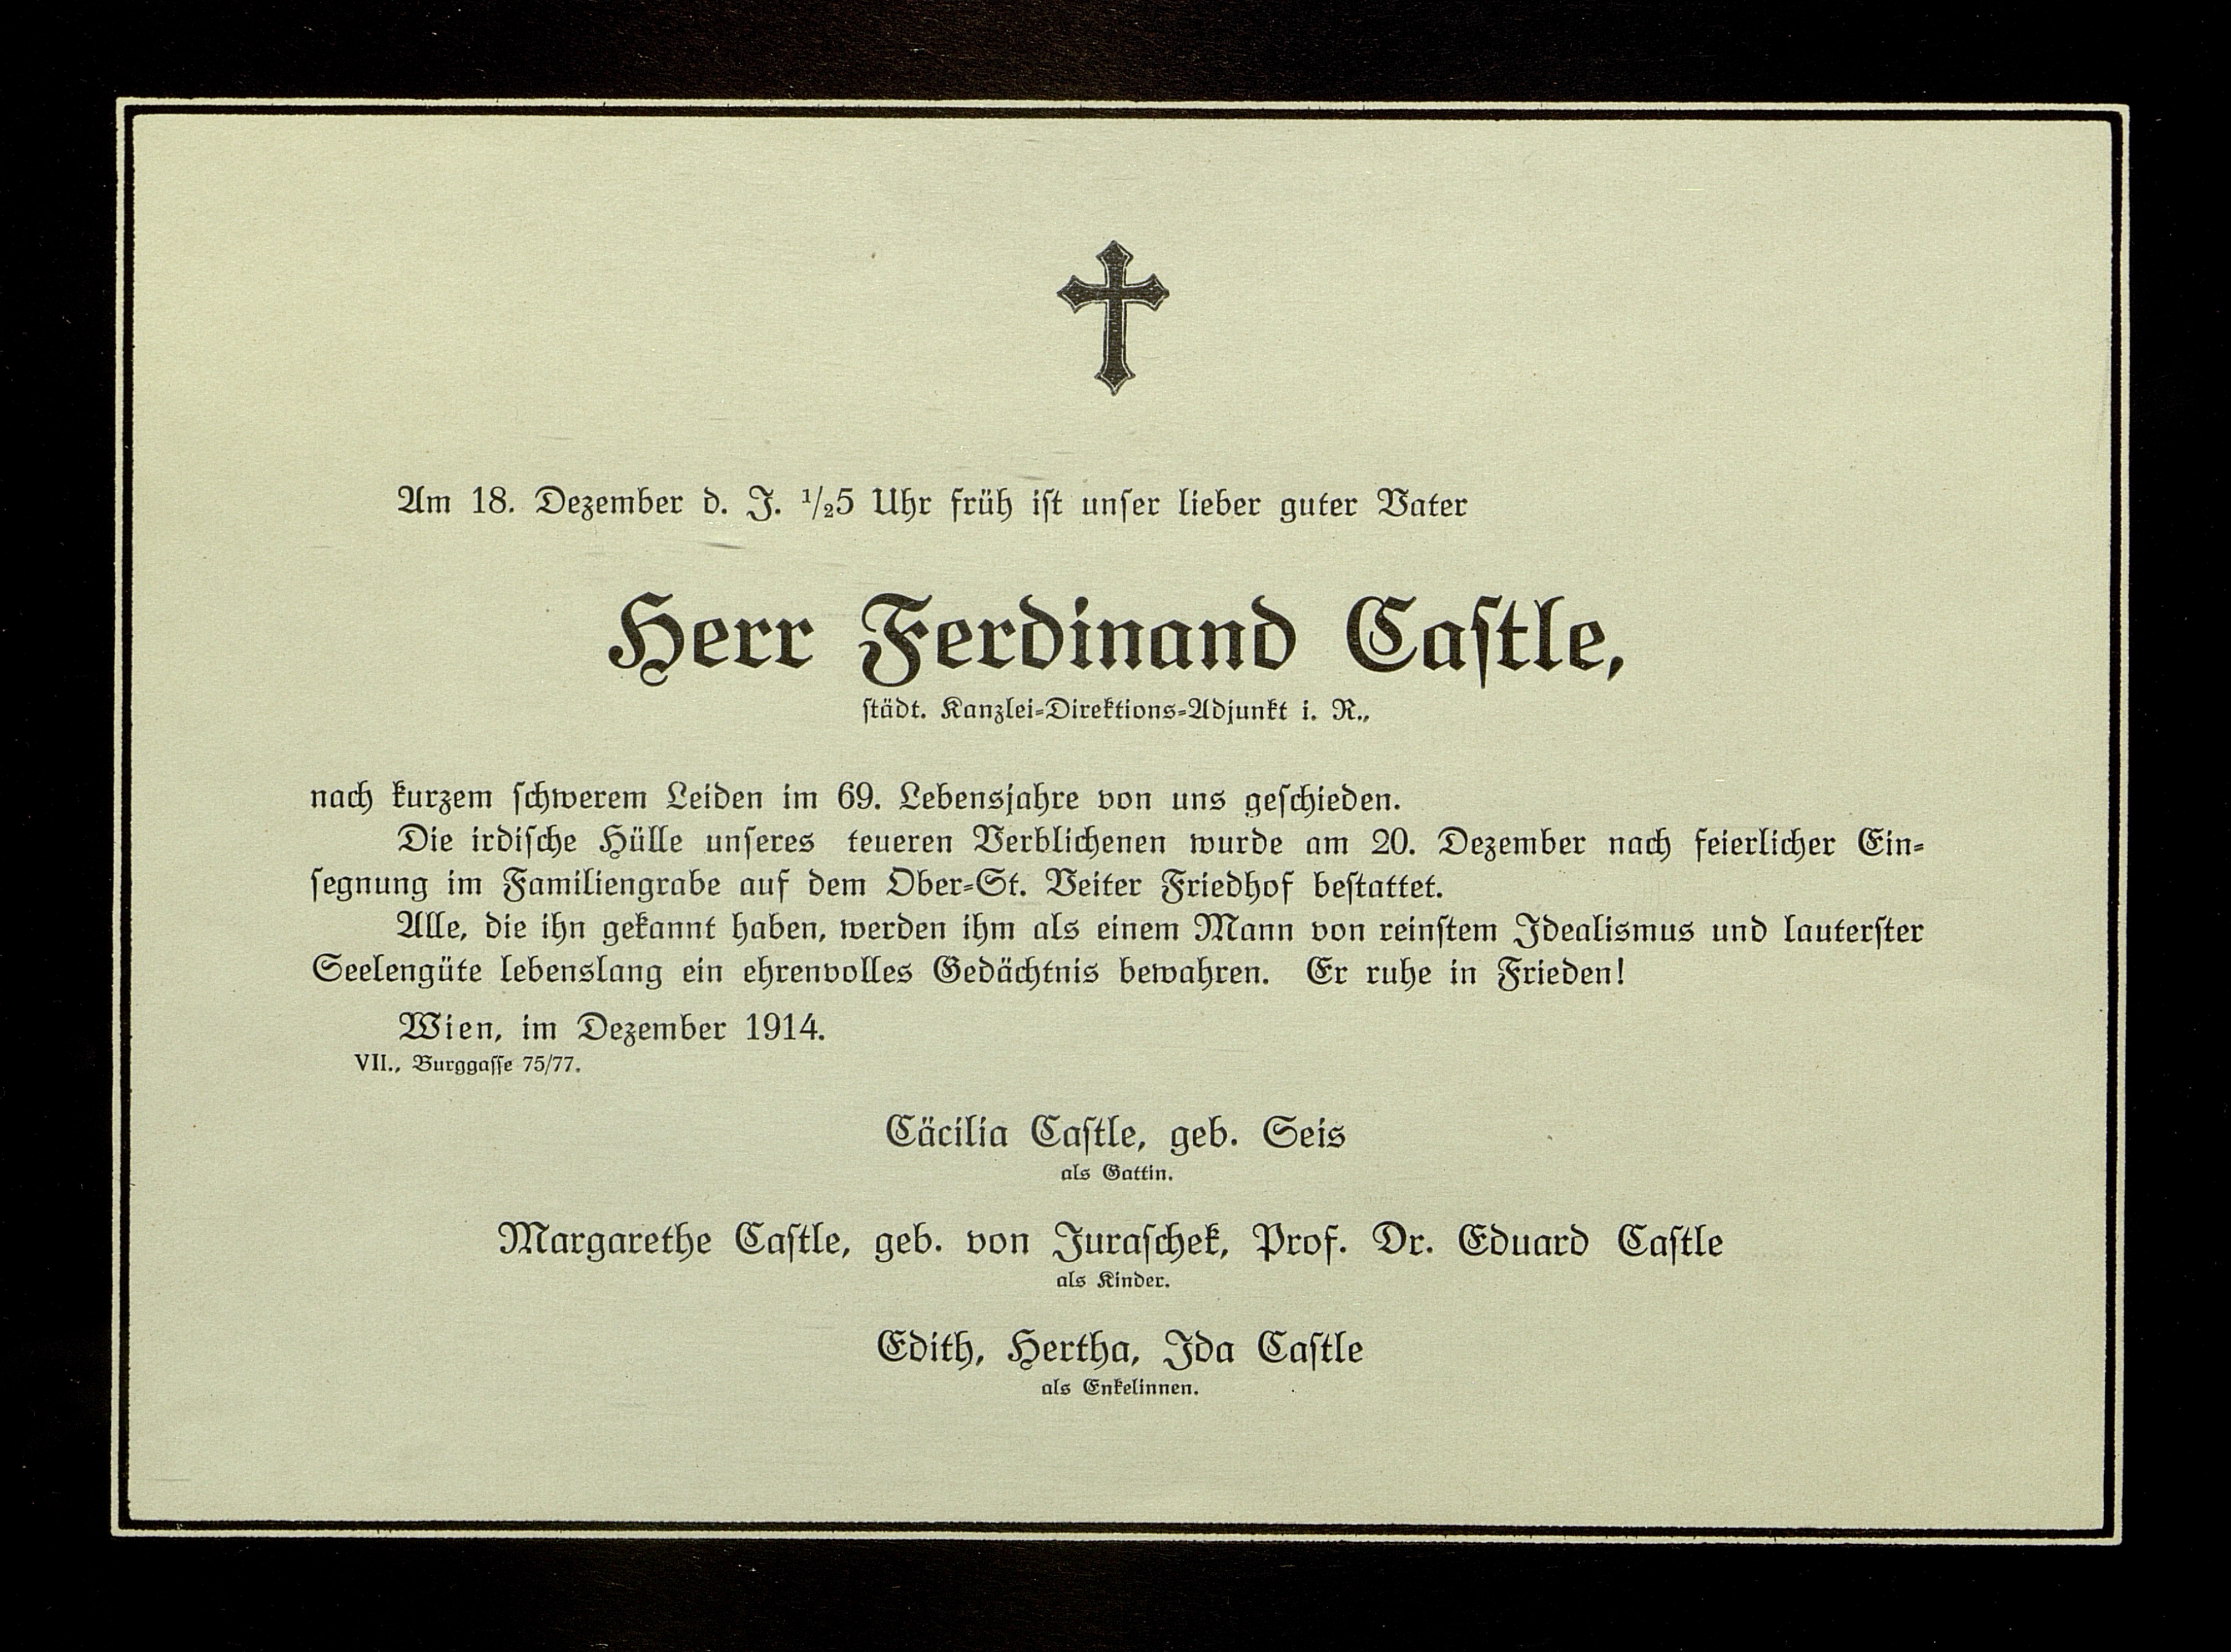 Am 18. Dezember d. J. ½5 Uhr früh ist unser lieber guter Vater
Herr Ferdinand Castle,
städt. Kanzlei-Direktions-Adjunkt i. R.,
nach kurzem schwerem Leiden im 69. Lebensjahre von uns geschieden.
Die irdische Hülle unseres teueren Verblichenen wurde am 20. Dezember nach feierlicher Ein-
segnung im Familiengrabe auf dem Ober-St. Veiter Friedhof bestattet.
Alle, die ihn gekannt haben, werden ihm als einem Mann von reinstem Idealismus und lauterster
Seelengüte lebenslang ein ehrenvolles Gedächtnis bewahren. Er ruhe in Frieden!
Wien, im Dezember 1914.
VII., Burggasse 75/77.
Cäcilia Castle, geb. Seis
als Gattin.
Margarethe Castle, geb. von Juraschek, Prof. Dr. Eduard Castle
als Kinder.
Edith, Hertha, Ida Castle
als Enkelinnen.